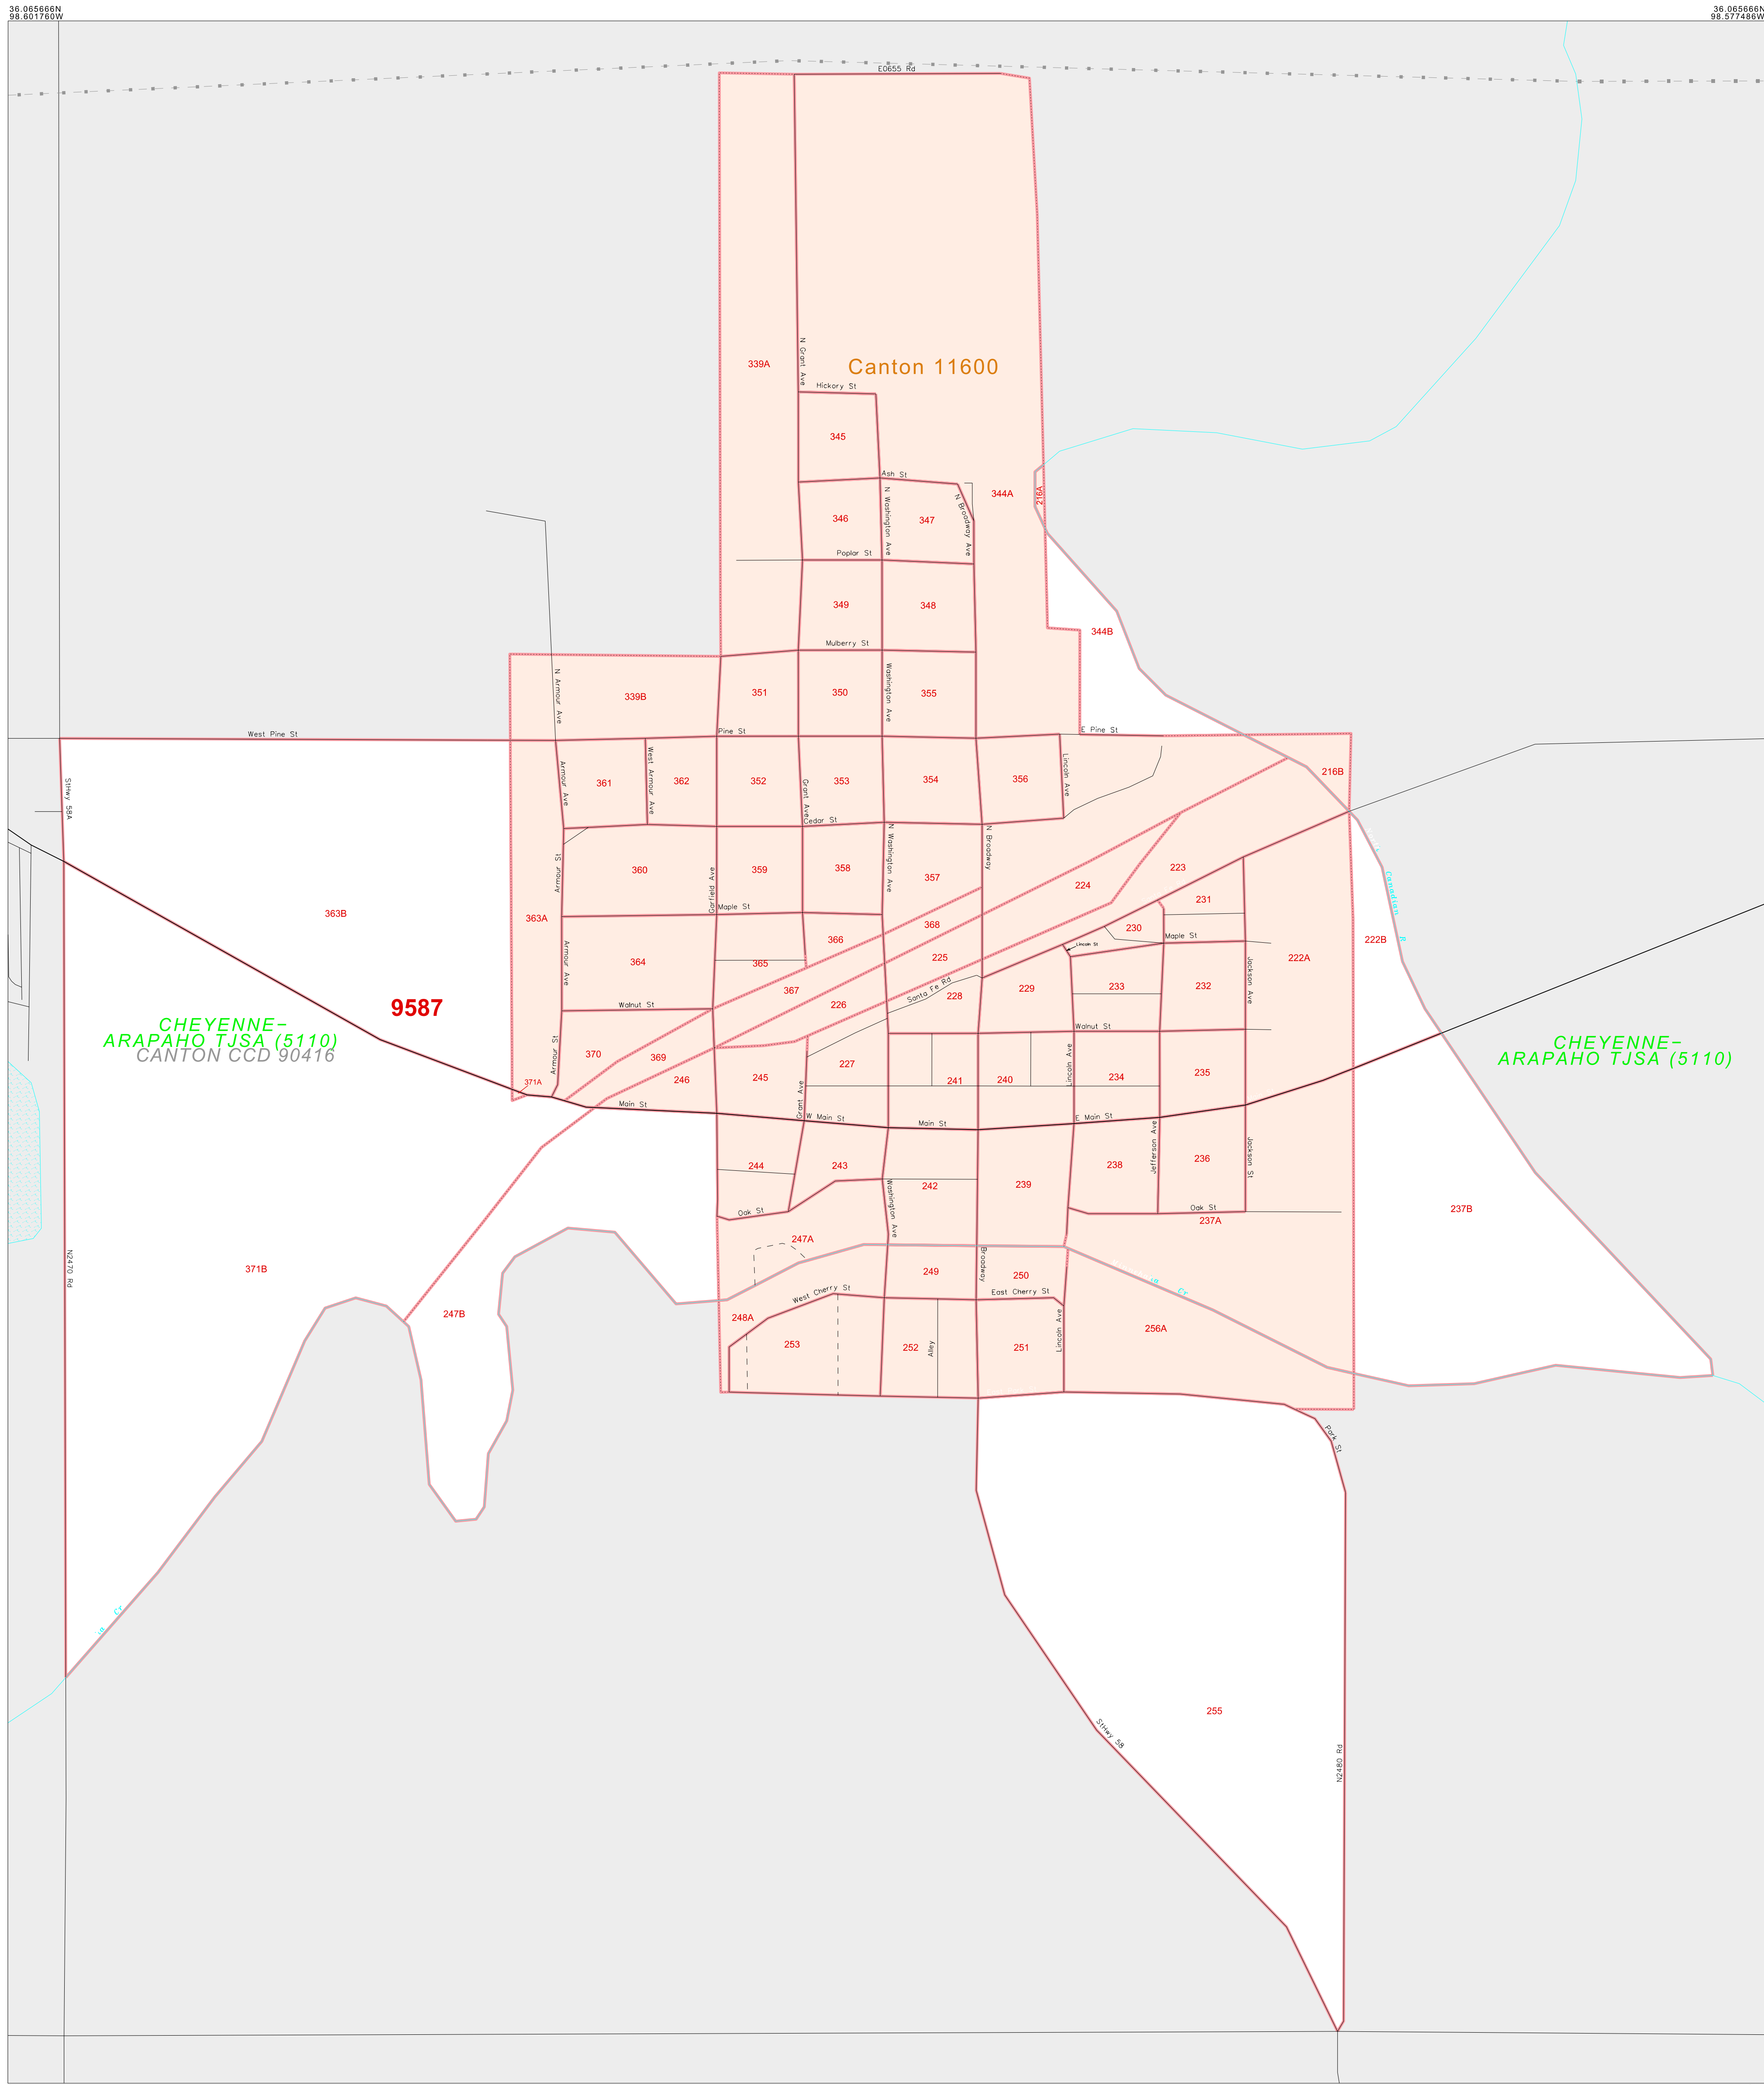 36.065666N
98.601760W
36.065666N
98.577486W
E0655 Rd
339A
N Grant Ave
Canton 11600
Hickory St
345
Ash St
344A
216A
346
N Washington Ave
347
N Broadway Ave
Poplar St
349
348
344B
Mulberry St
N Armour Ave
339B
351
350
Washington Ave
355
West Pine St
Pine St
E Pine St
StHwy 58A
Armour Ave
361
West Armour Ave
362
352
Grant Ave
353
354
356
Lincoln Ave
216B
Cedar St
363B
363A
Armour St
360
Garfield Ave
359
358
N Washington Ave
357
N Broadway
224
223
231
Canadian R
Maple St
366
368
230
Maple St
Lincoln St
222A
222B
364
Armour Ave
365
225
367
226
Santa Fe Rd
228
229
233
232
Jackson Ave
9587
Walnut St
Walnut St
CHEYENNE-
ARAPAHO TJSA (5110)
CANTON CCD 90416
CHEYENNE-
ARAPAHO TJSA (5110)
370
369
Armour St
371A
246
245
227
241
240
Lincoln Ave
234
235
Grant Ave
Main St
W Main St
Main St
E Main St
244
243
242
239
238
Jefferson Ave
236
Jackson St
Washington Ave
Oak St
Oak St
237A
237B
247A
371B
N2470 Rd
247B
249
Broadway
250
Cr
West Cherry St
East Cherry St
248A
253
252
Alley
251
Lincoln Ave
256A
Park St
255
StHwy 58
N2480 Rd